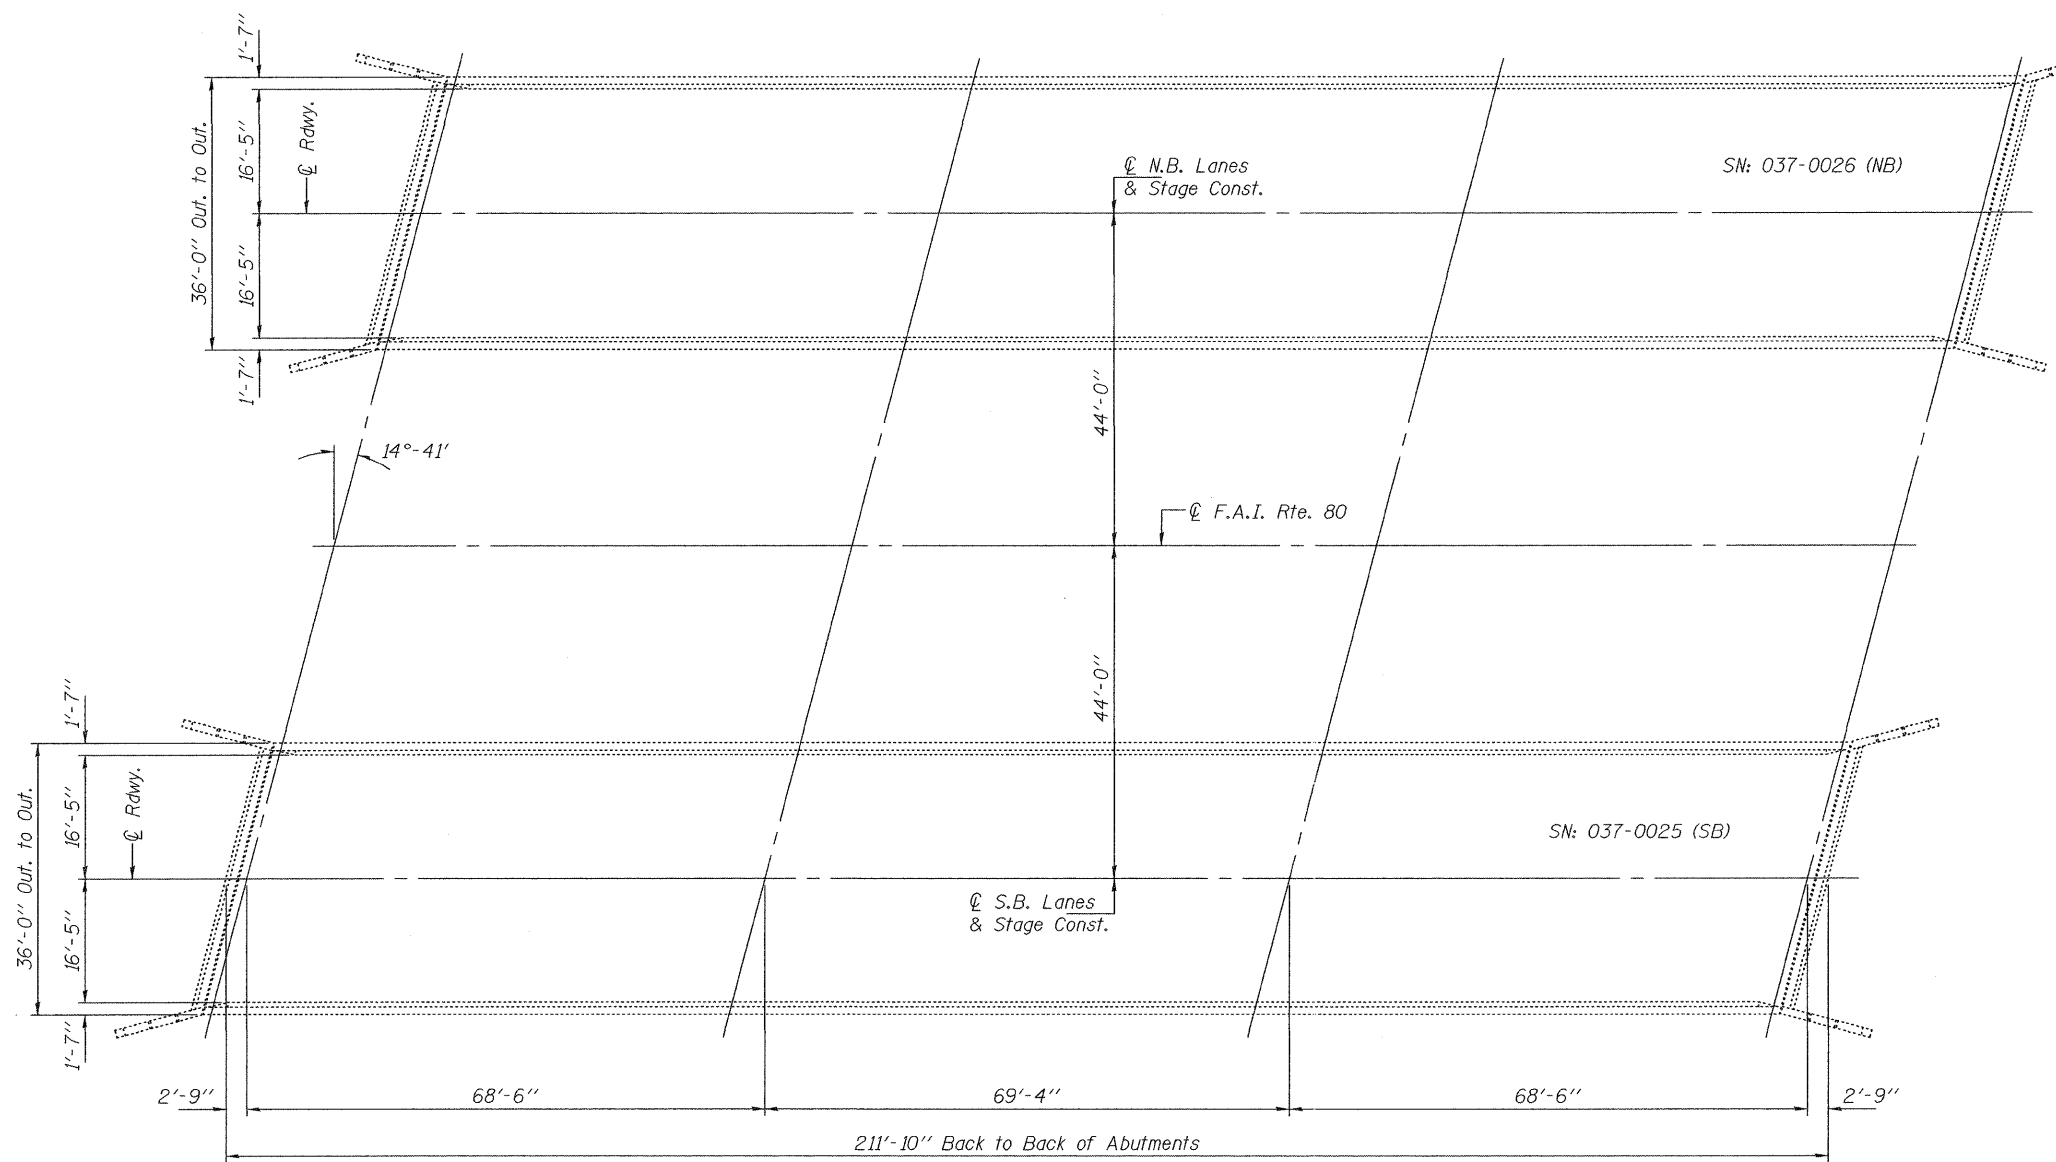 1'-7"
36'-0" Out. to Out.
16'-5"
℄ Rdwy.
16'-5"
1'-7"
℄ N.B. Lanes
& Stage Const.
SN: 037-0026 (NB)
44'-0"
14°-41'
℄ F.A.I. Rte. 80
44'-0"
1'-7"
36'-0" Out. to Out.
16'-5"
℄ Rdwy.
16'-5"
1'-7"
SN: 037-0025 (SB)
℄ S.B. Lanes
& Stage Const.
2'-9"
68'-6"
69'-4"
68'-6"
2'-9"
211'-10" Back to Back of Abutments